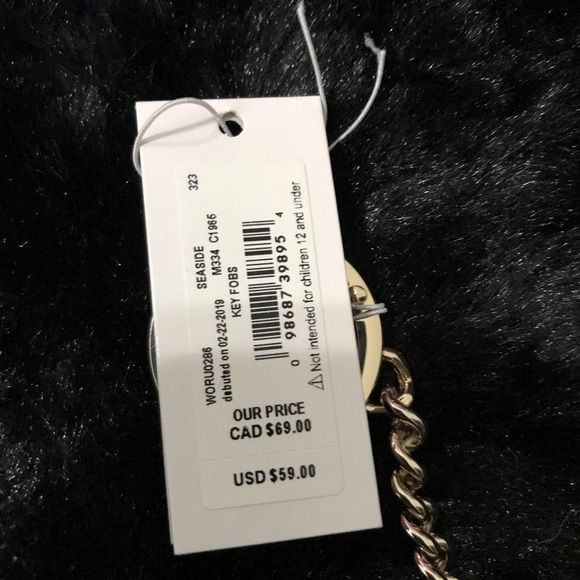 WORU0286 SEASIDE 323
debuted on 02-22-2019 M334 C1966
KEY FOBS
0 98687 39895 4
⚠ Not intended for children 12 and under
OUR PRICE
CAD $69.00
USD $59.00